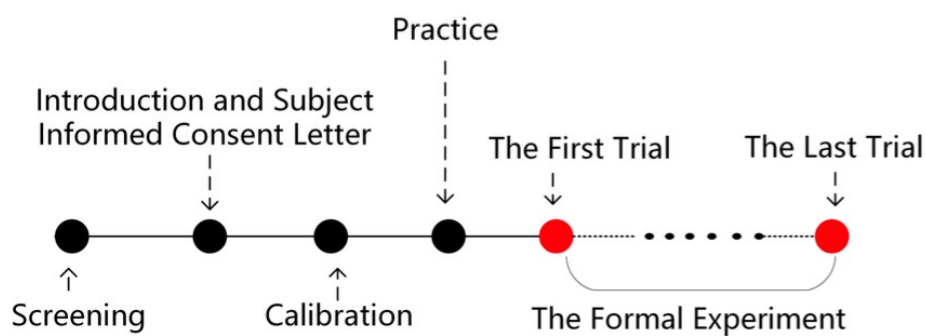 Practice
Introduction and Subject
Informed Consent Letter
The First Trial
The Last Trial
Screening
Calibration
The Formal Experiment